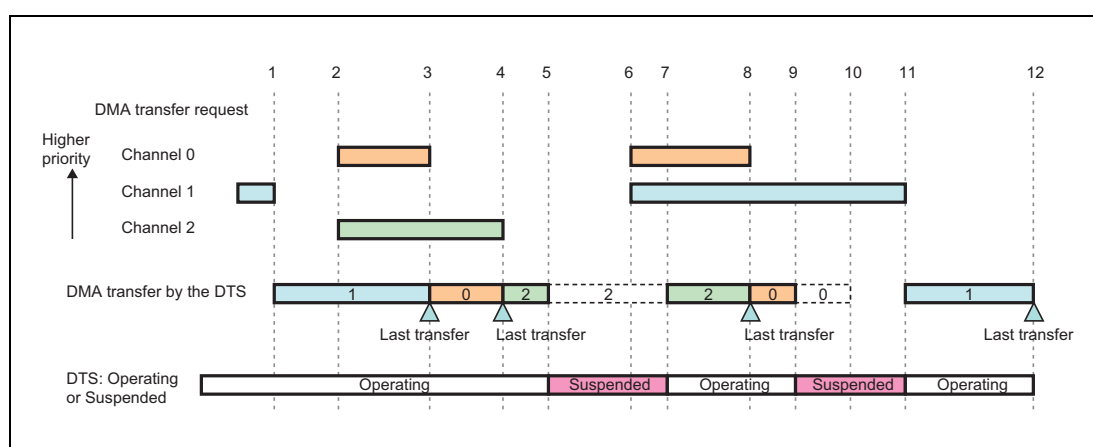 1 2 3 4 5 6 7 8 9 10 11 12
DMA transfer request
Higher
priority
Channel 0
Channel 1
Channel 2
DMA transfer by the DTS
1 0 2 2 2 0 0 1
Last transfer Last transfer Last transfer Last transfer
DTS: Operating
or Suspended
Operating Suspended Operating Suspended Operating